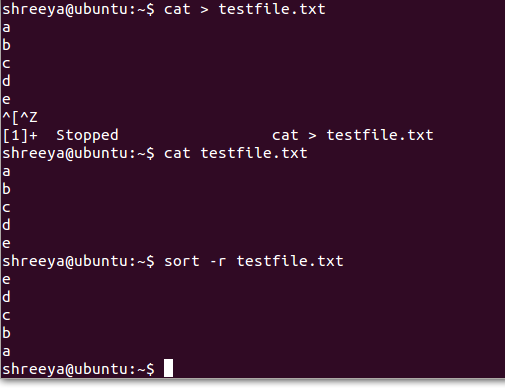 shreeya@ubuntu:~$ cat > testfile.txt
a
b
c
d
e
^[^Z
[1]+  Stopped                 cat > testfile.txt
shreeya@ubuntu:~$ cat testfile.txt
a
b
c
d
e
shreeya@ubuntu:~$ sort -r testfile.txt
e
d
c
b
a
shreeya@ubuntu:~$